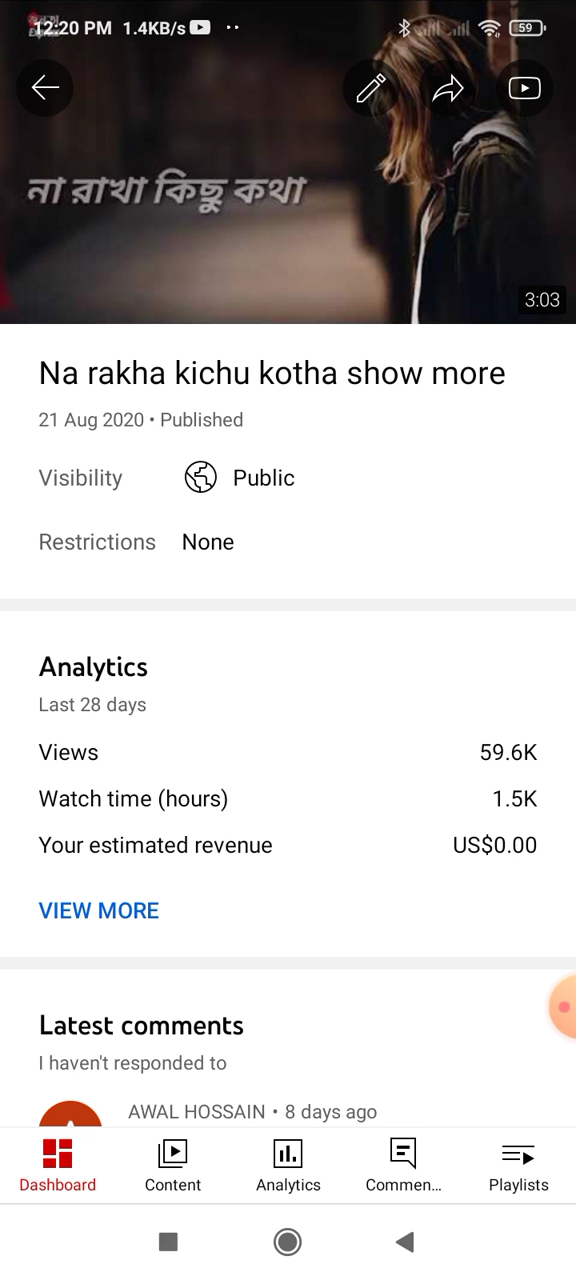 12:20 PM 1.4KB/s
59
না রাখা কিছু কথা
3:03
Na rakha kichu kotha show more
21 Aug 2020 • Published
Visibility Public
Restrictions None
Analytics
Last 28 days
Views 59.6K
Watch time (hours) 1.5K
Your estimated revenue US$0.00
VIEW MORE
Latest comments
I haven't responded to
AWAL HOSSAIN • 8 days ago
Dashboard Content Analytics Commen... Playlists